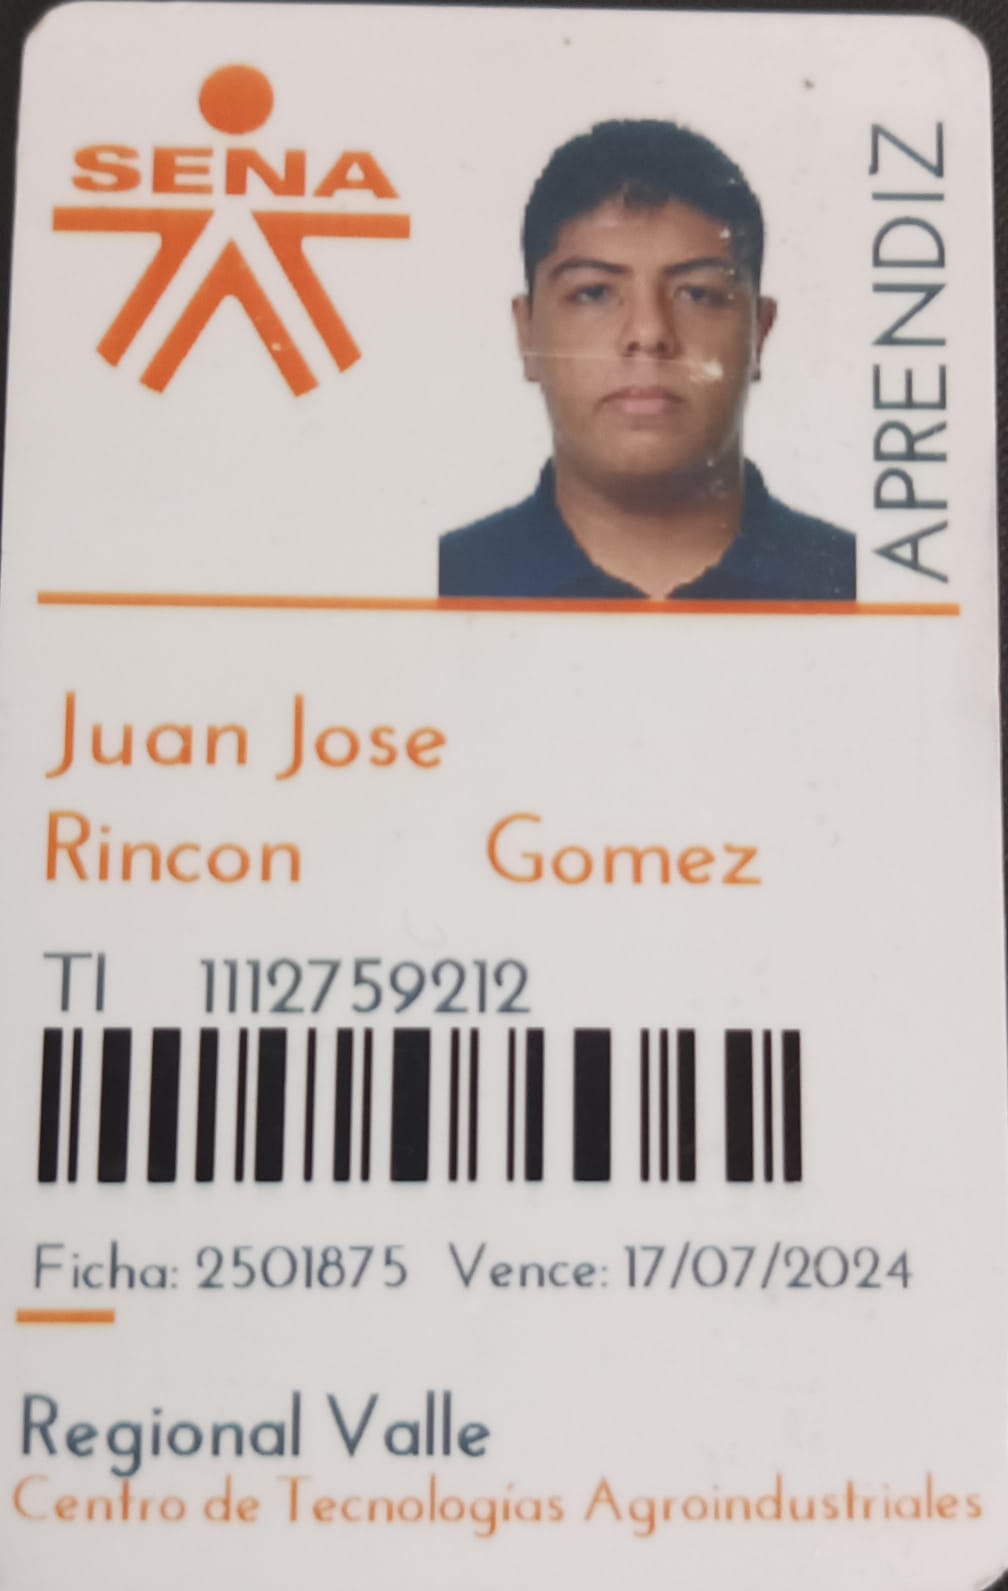 SENA
APRENDIZ
Juan Jose
Rincon Gomez
TI 1112759212
Ficha: 2501875 Vence: 17/07/2024
Regional Valle
Centro de Tecnologías Agroindustriales